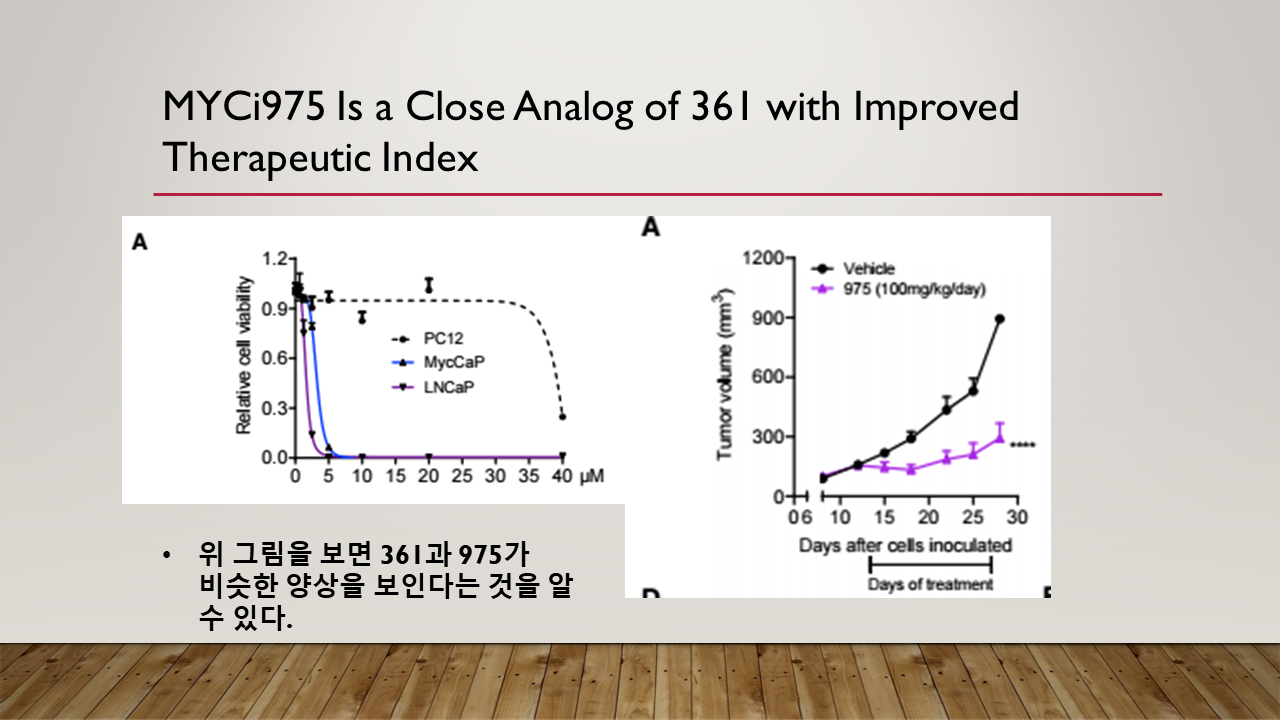 MYCi975 Is a Close Analog of 361 with Improved
Therapeutic Index
A
1.2
0.9
0.6
0.3
0.0
Relative cell viability
PC12
MycCaP
LNCaP
0 5 10 15 20 25 30 35 40 µM
A
1200
900
600
300
0
Tumor volume (mm³)
Vehicle
975 (100mg/kg/day)
****
0 6 10 15 20 25 30
Days after cells inoculated
Days of treatment
D
• 위 그림을 보면 361과 975가
비슷한 양상을 보인다는 것을 알
수 있다.